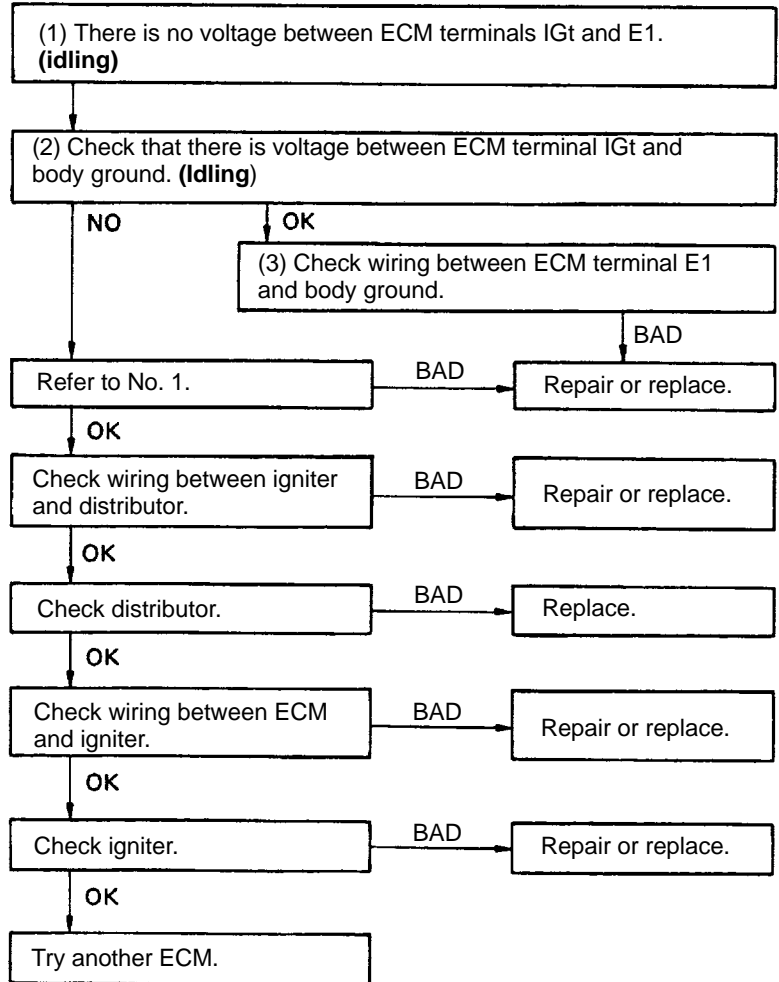 (1) There is no voltage between ECM terminals IGt and E1.
(idling)
(2) Check that there is voltage between ECM terminal IGt and
body ground. (Idling)
NO
OK
(3) Check wiring between ECM terminal E1
and body ground.
BAD
Refer to No. 1.
BAD
Repair or replace.
OK
Check wiring between igniter
and distributor.
BAD
Repair or replace.
OK
Check distributor.
BAD
Replace.
OK
Check wiring between ECM
and igniter.
BAD
Repair or replace.
OK
Check igniter.
BAD
Repair or replace.
OK
Try another ECM.